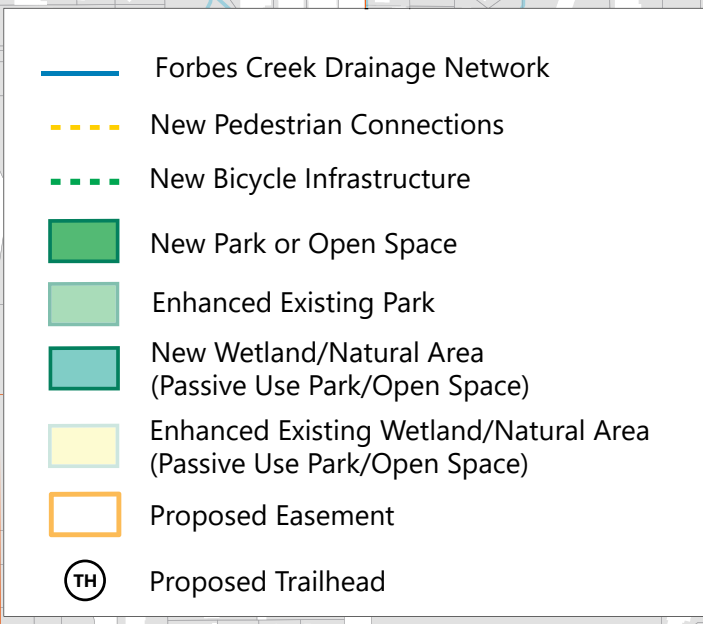 Forbes Creek Drainage Network
New Pedestrian Connections
New Bicycle Infrastructure
New Park or Open Space
Enhanced Existing Park
New Wetland/Natural Area
(Passive Use Park/Open Space)
Enhanced Existing Wetland/Natural Area
(Passive Use Park/Open Space)
Proposed Easement
TH Proposed Trailhead